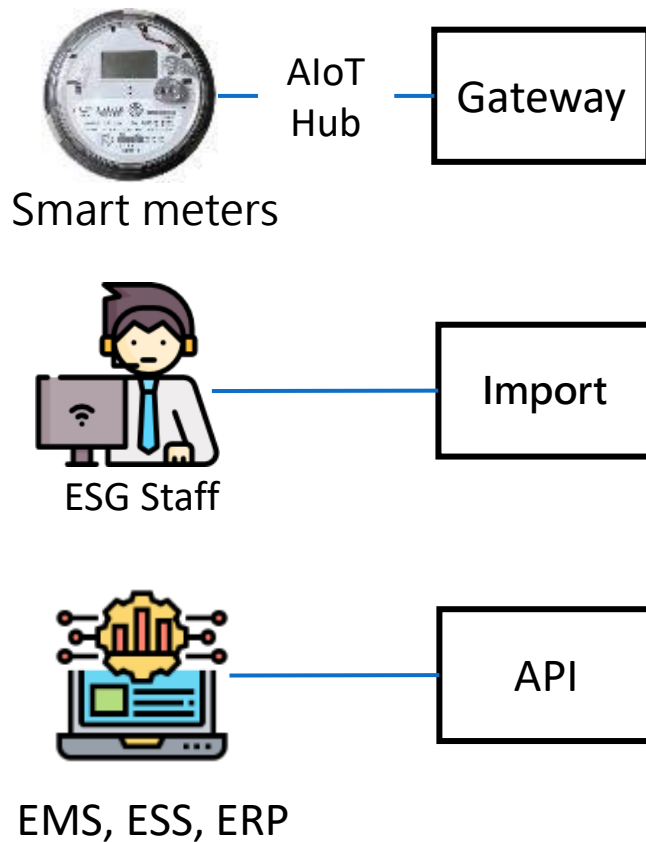 AIoT
Hub
Gateway
Smart meters
Import
ESG Staff
API
EMS, ESS, ERP